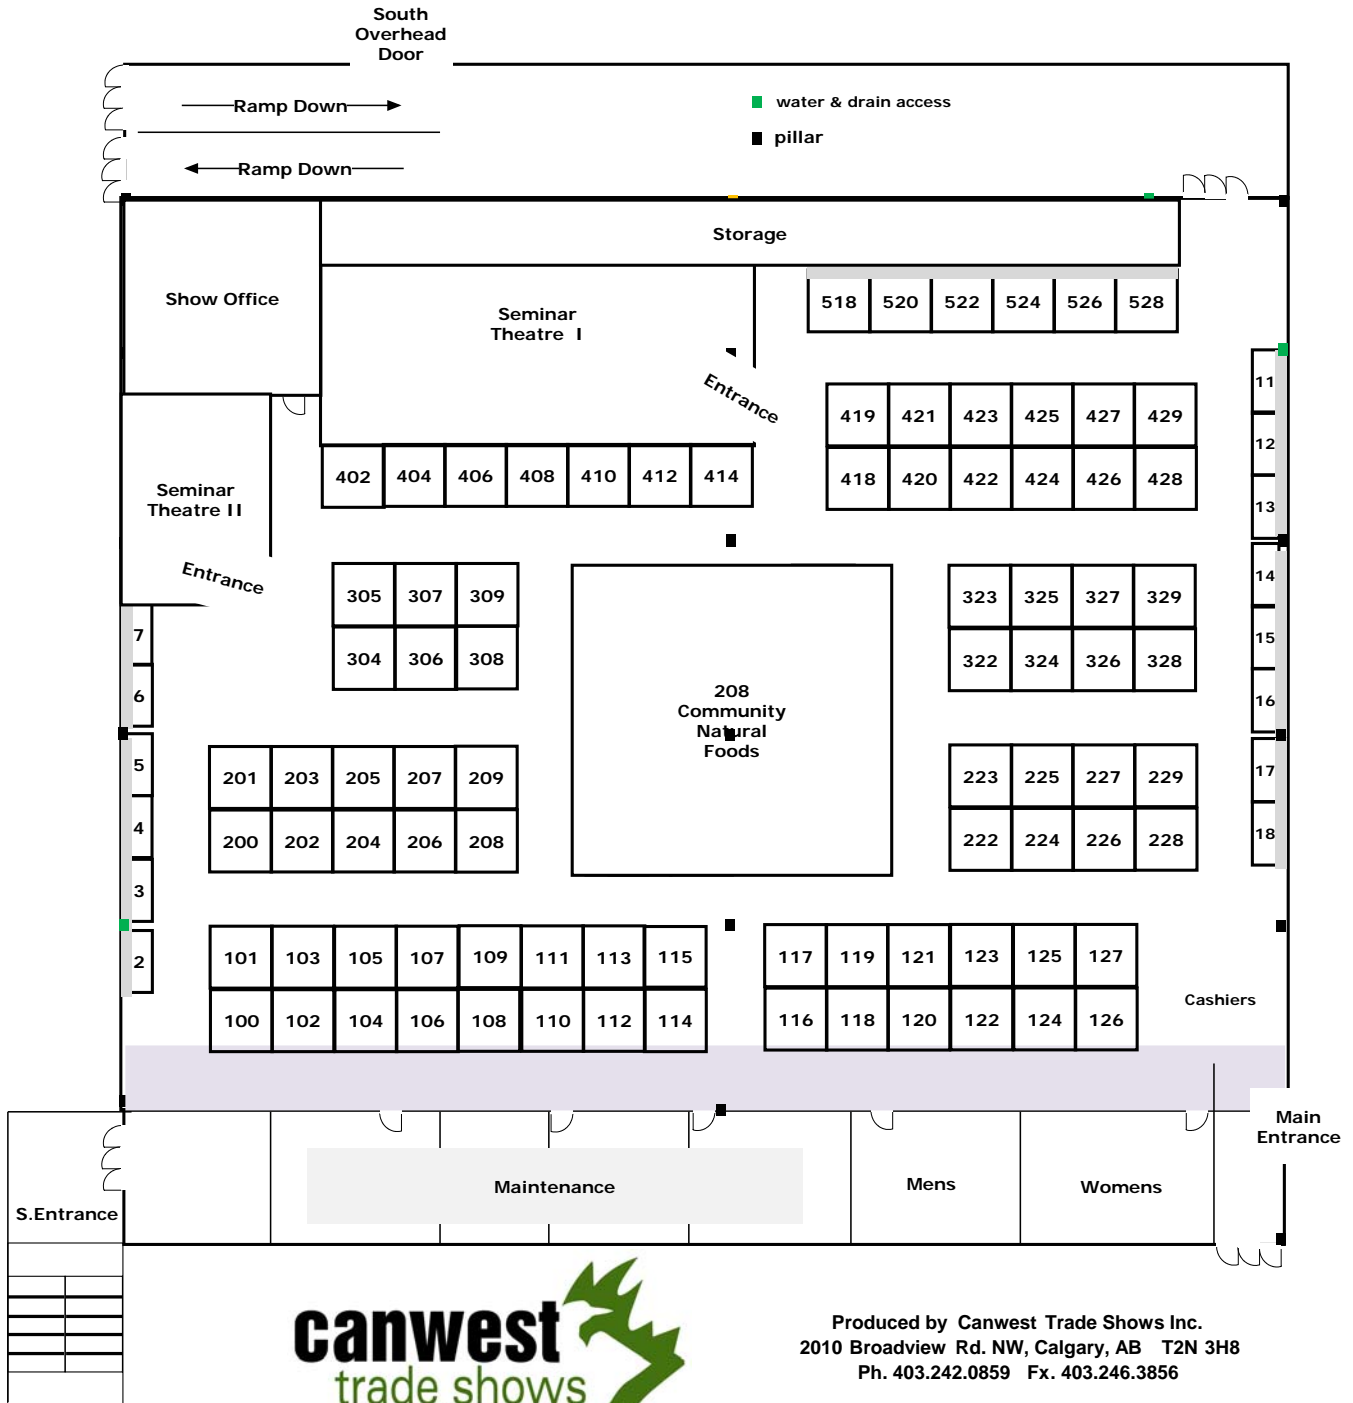 South
Overhead
Door
Ramp Down
water & drain access
pillar
Ramp Down
Storage
Show Office
Seminar
Theatre I
518 520 522 524 526 528
Entrance
11
419 421 423 425 427 429
12
402 404 406 408 410 412 414
418 420 422 424 426 428
13
Seminar
Theatre II
Entrance
14
305 307 309
323 325 327 329
7
15
304 306 308
322 324 326 328
6
16
208
Community
Natural
Foods
5
201 203 205 207 209
223 225 227 229
17
4
200 202 204 206 208
222 224 226 228
18
3
2
101 103 105 107 109 111 113 115
117 119 121 123 125 127
Cashiers
100 102 104 106 108 110 112 114
116 118 120 122 124 126
Main
Entrance
S.Entrance
Maintenance
Mens
Womens
canwest
trade shows
Produced by Canwest Trade Shows Inc.
2010 Broadview Rd. NW, Calgary, AB T2N 3H8
Ph. 403.242.0859 Fx. 403.246.3856